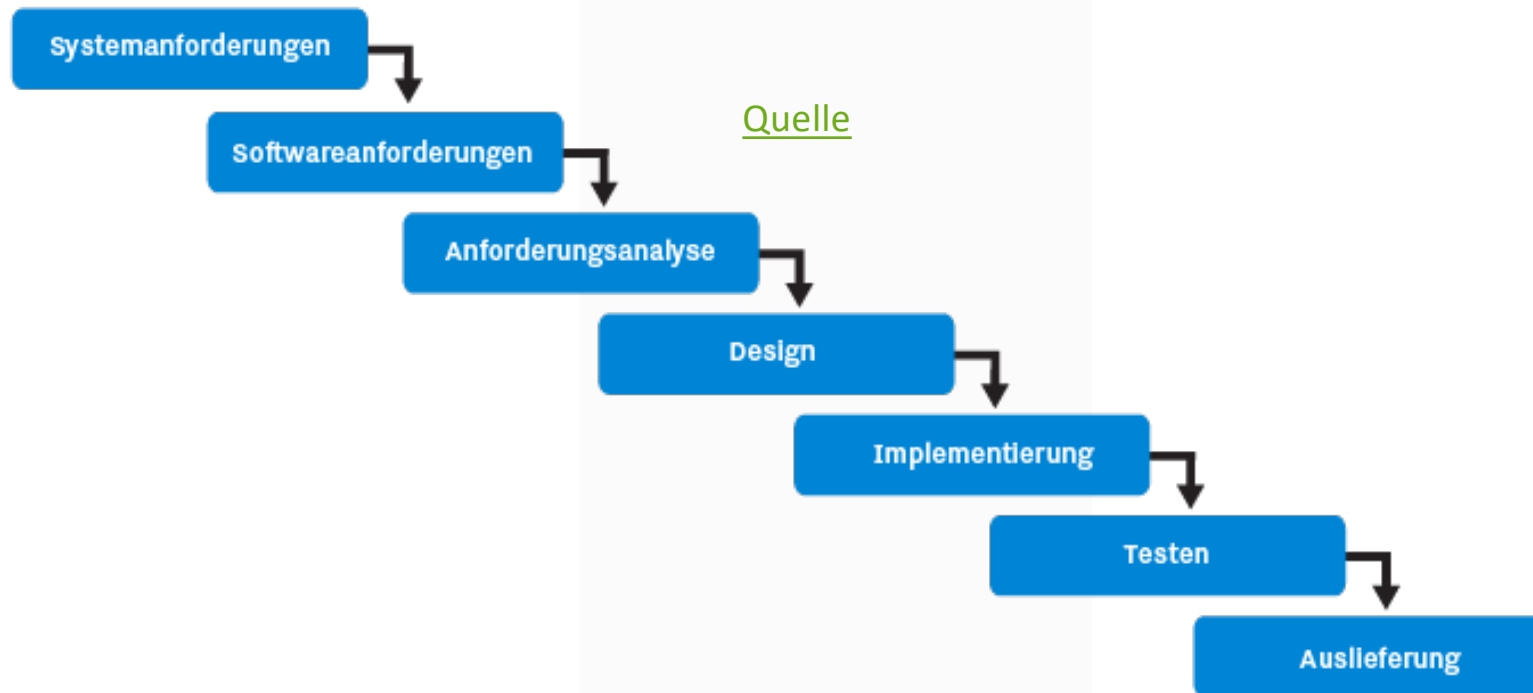 Systemanforderungen
Quelle
Softwareanforderungen
Anforderungsanalyse
Design
Implementierung
Testen
Auslieferung